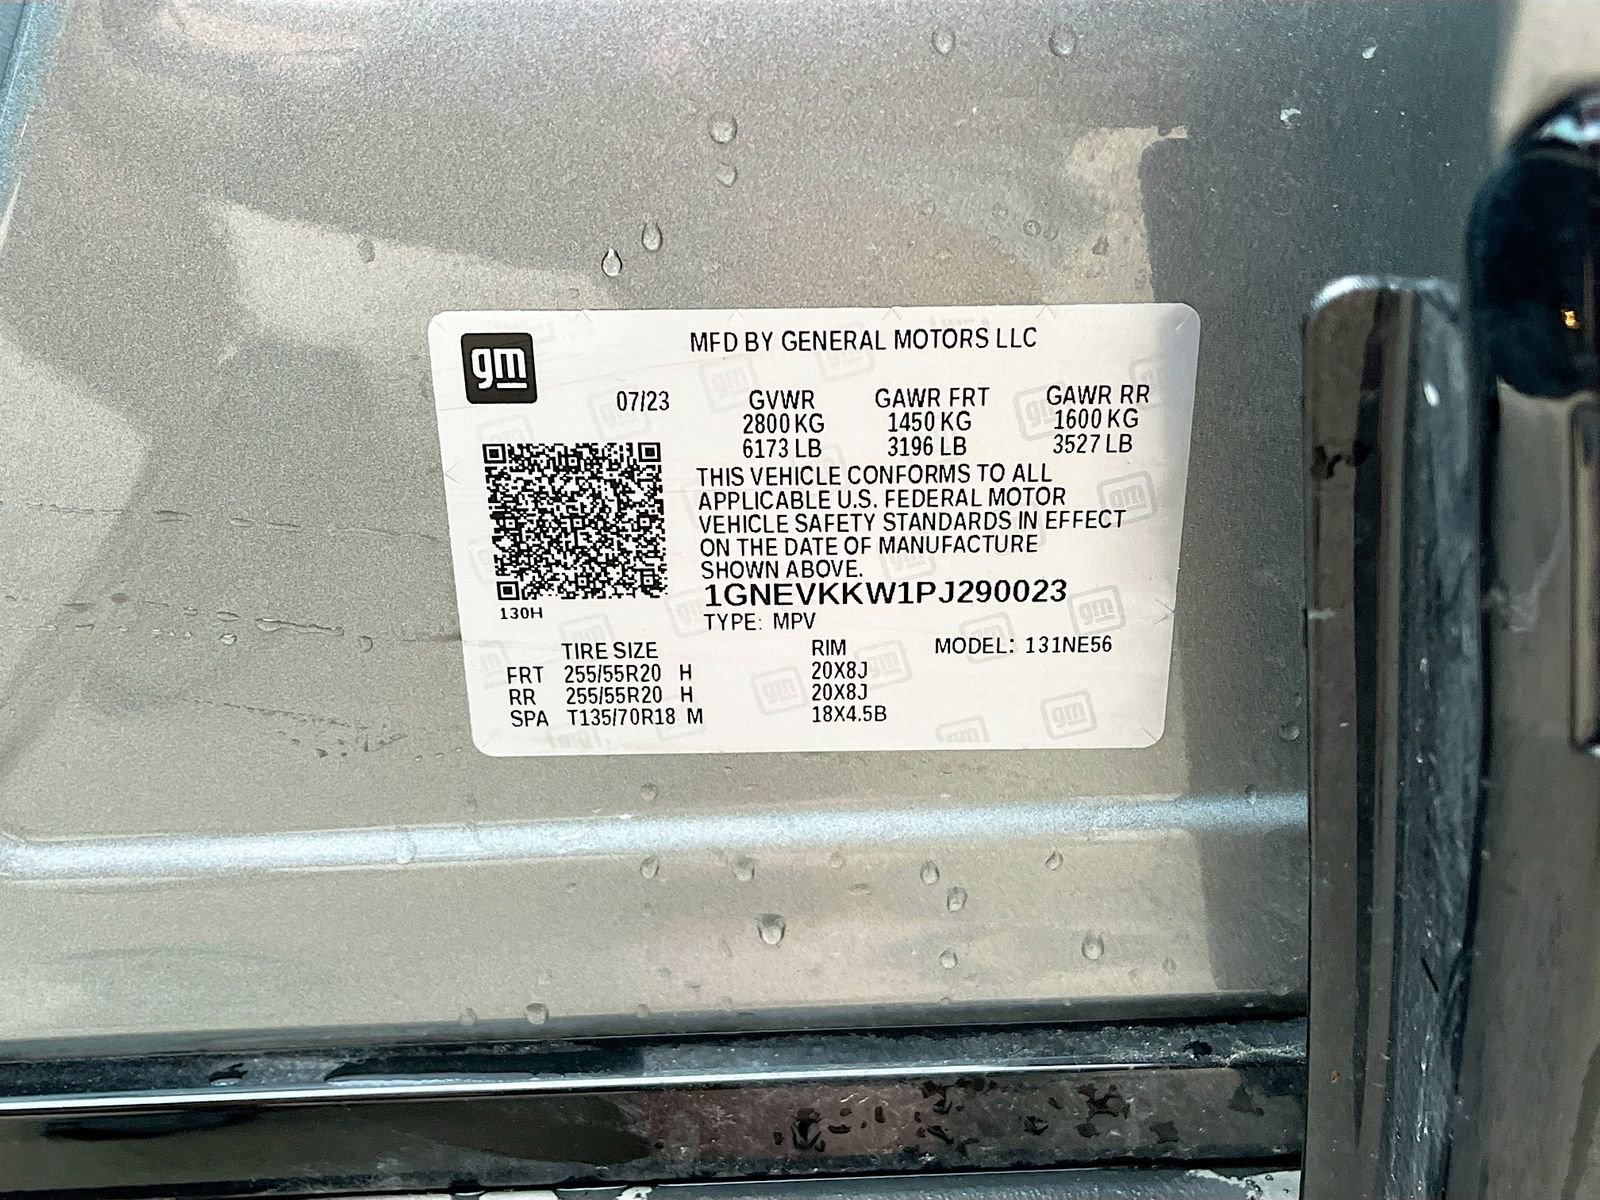 gm
MFD BY GENERAL MOTORS LLC
07/23
GVWR GAWR FRT GAWR RR
2800 KG 1450 KG 1600 KG
6173 LB 3196 LB 3527 LB
THIS VEHICLE CONFORMS TO ALL
APPLICABLE U.S. FEDERAL MOTOR
VEHICLE SAFETY STANDARDS IN EFFECT
ON THE DATE OF MANUFACTURE
SHOWN ABOVE.
1GNEVKKW1PJ290023
130H
TYPE: MPV
TIRE SIZE RIM MODEL: 131NE56
FRT 255/55R20 H 20X8J
RR 255/55R20 H 20X8J
SPA T135/70R18 M 18X4.5B